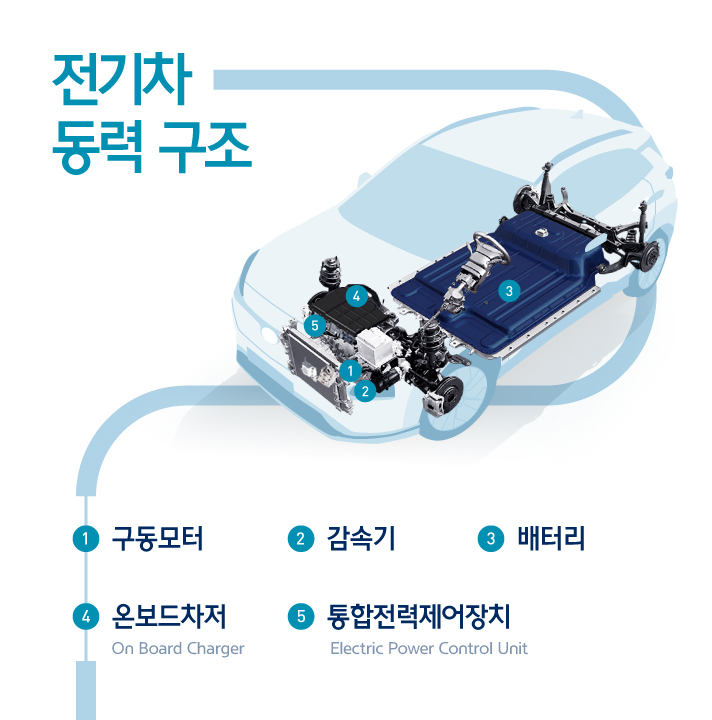 전기차
동력 구조
4
3
5
1
2
1 구동모터
2 감속기
3 배터리
4 온보드차저
On Board Charger
5 통합전력제어장치
Electric Power Control Unit